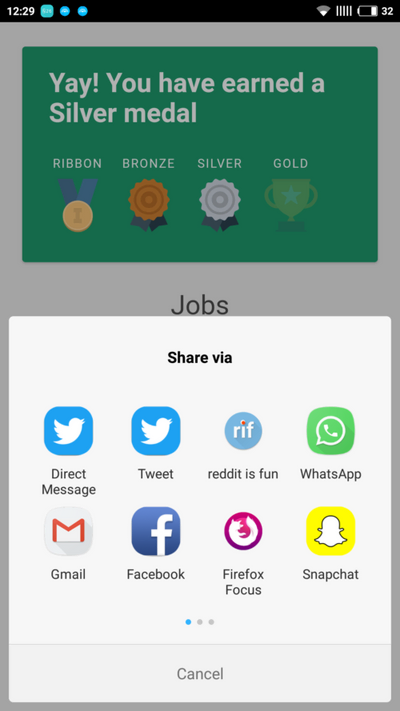 12:29
32
Yay! You have earned a
Silver medal
RIBBON BRONZE SILVER GOLD
Jobs
Share via
rif
Direct
Message
Tweet
reddit is fun
WhatsApp
Gmail
Facebook
Firefox
Focus
Snapchat
Cancel